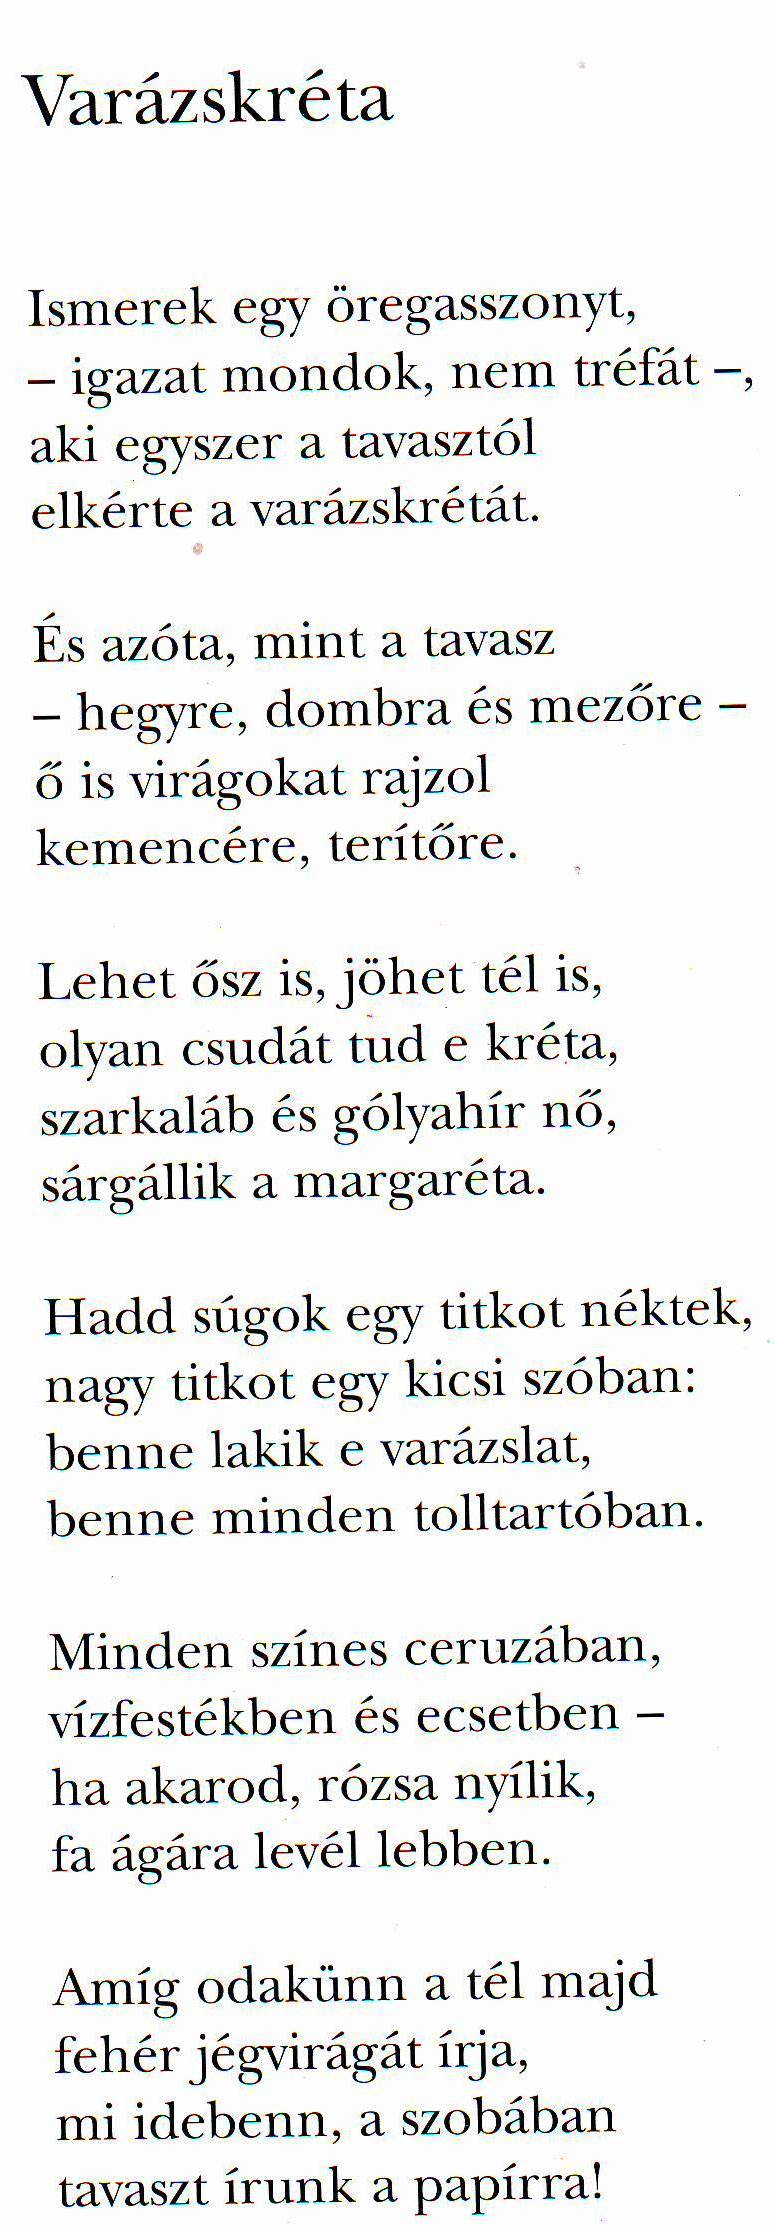 Varázskréta
Ismerek egy öregasszonyt,
– igazat mondok, nem tréfát –,
aki egyszer a tavasztól
elkérte a varázskrétát.
És azóta, mint a tavasz
– hegyre, dombra és mezőre –
ő is virágokat rajzol
kemencére, terítőre.
Lehet ősz is, jöhet tél is,
olyan csudát tud e kréta,
szarkaláb és gólyahír nő,
sárgállik a margaréta.
Hadd súgok egy titkot néktek,
nagy titkot egy kicsi szóban:
benne lakik e varázslat,
benne minden tolltartóban.
Minden színes ceruzában,
vízfestékben és ecsetben –
ha akarod, rózsa nyílik,
fa ágára levél lebben.
Amíg odakünn a tél majd
fehér jégvirágát írja,
mi idebenn, a szobában
tavaszt írunk a papírra!